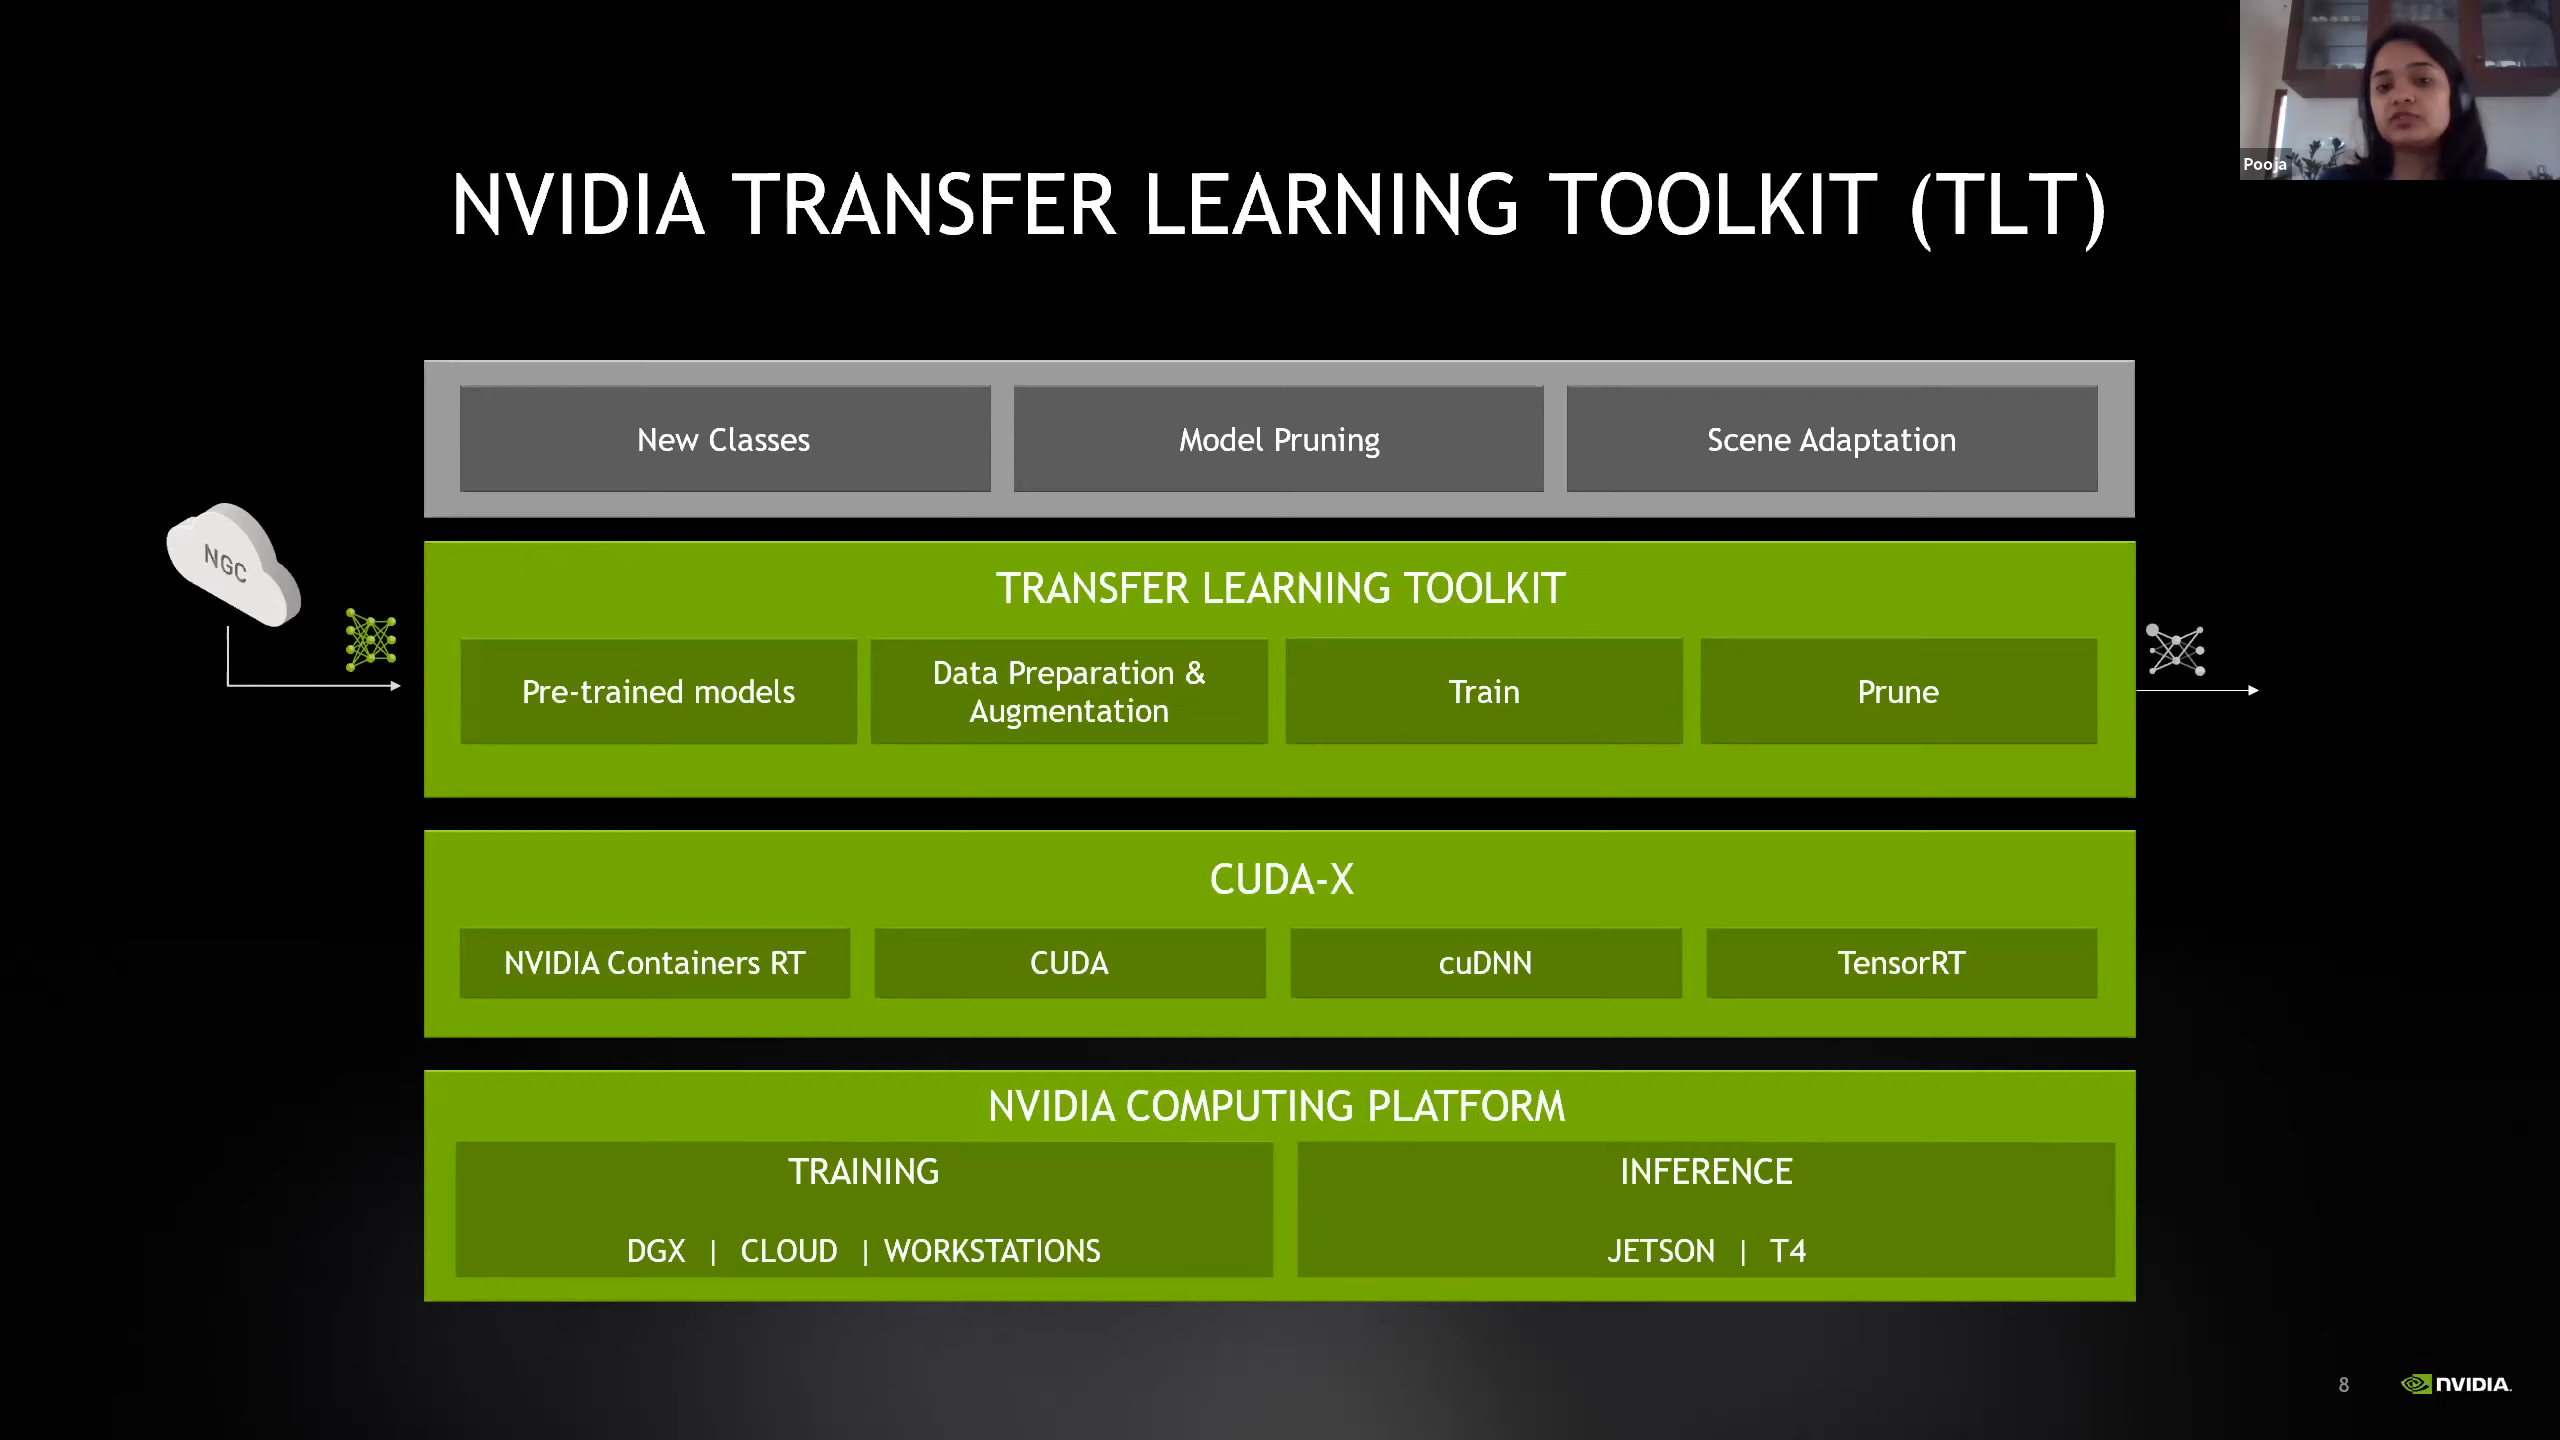 Pooja
NVIDIA TRANSFER LEARNING TOOLKIT (TLT)
New Classes
Model Pruning
Scene Adaptation
NGC
TRANSFER LEARNING TOOLKIT
Pre-trained models
Data Preparation &
Augmentation
Train
Prune
CUDA-X
NVIDIA Containers RT
CUDA
cuDNN
TensorRT
NVIDIA COMPUTING PLATFORM
TRAINING
DGX | CLOUD | WORKSTATIONS
INFERENCE
JETSON | T4
8
NVIDIA.